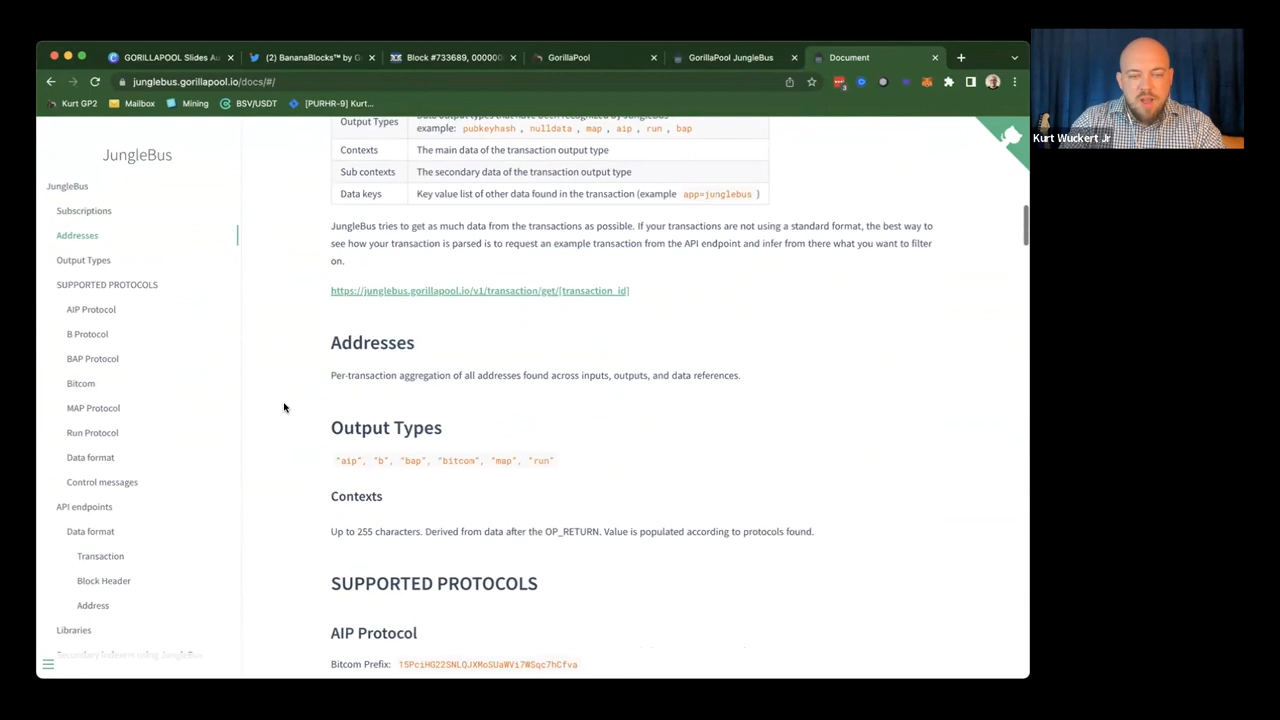 GORILLAPOOL Slides Au
(2) BananaBlocks™ by G
Block #733689, 000000
GorillaPool
GorillaPool JungleBus
Document
junglebus.gorillapool.io/docs/#/
3
Kurt GP2
Mailbox
Mining
BSV/USDT
[PURHR-9] Kurt...
Kurt Wuckert Jr
JungleBus
JungleBus
Subscriptions
Addresses
Output Types
SUPPORTED PROTOCOLS
AIP Protocol
B Protocol
BAP Protocol
Bitcom
MAP Protocol
Run Protocol
Data format
Control messages
API endpoints
Data format
Transaction
Block Header
Address
Libraries
Secondary Indexers using JungleBus
Output Types
example: pubkeyhash , nulldata , map , aip , run , bap
Contexts The main data of the transaction output type
Sub contexts The secondary data of the transaction output type
Data keys Key value list of other data found in the transaction (example app=junglebus )
JungleBus tries to get as much data from the transactions as possible. If your transactions are not using a standard format, the best way to
see how your transaction is parsed is to request an example transaction from the API endpoint and infer from there what you want to filter
on.
https://junglebus.gorillapool.io/v1/transaction/get/[transaction_id]
Addresses
Per-transaction aggregation of all addresses found across inputs, outputs, and data references.
Output Types
"aip", "b", "bap", "bitcom", "map", "run"
Contexts
Up to 255 characters. Derived from data after the OP_RETURN. Value is populated according to protocols found.
SUPPORTED PROTOCOLS
AIP Protocol
Bitcom Prefix: 15PciHG22SNLQJXMoSUaWVi7WSqc7hCfva